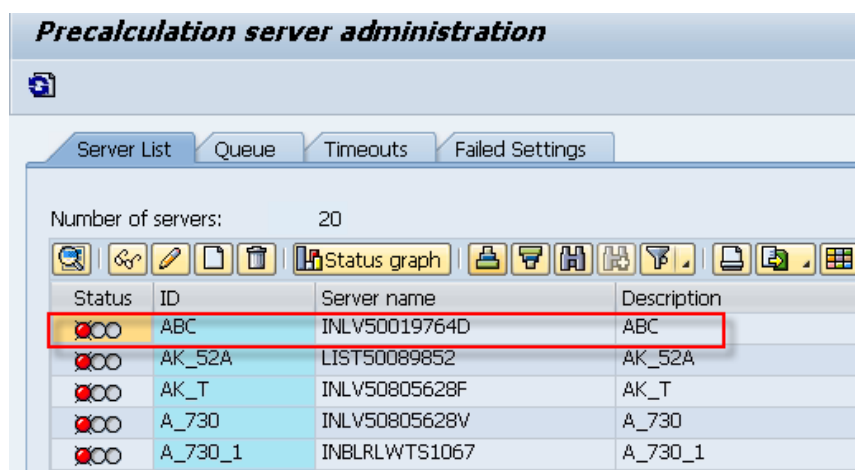 Precalculation server administration
Server List Queue Timeouts Failed Settings
Number of servers: 20
Status graph
Status ID Server name Description
ABC INLV50019764D ABC
AK_52A LIST50089852 AK_52A
AK_T INLV50805628F AK_T
A_730 INLV50805628V A_730
A_730_1 INBLRLWTS1067 A_730_1